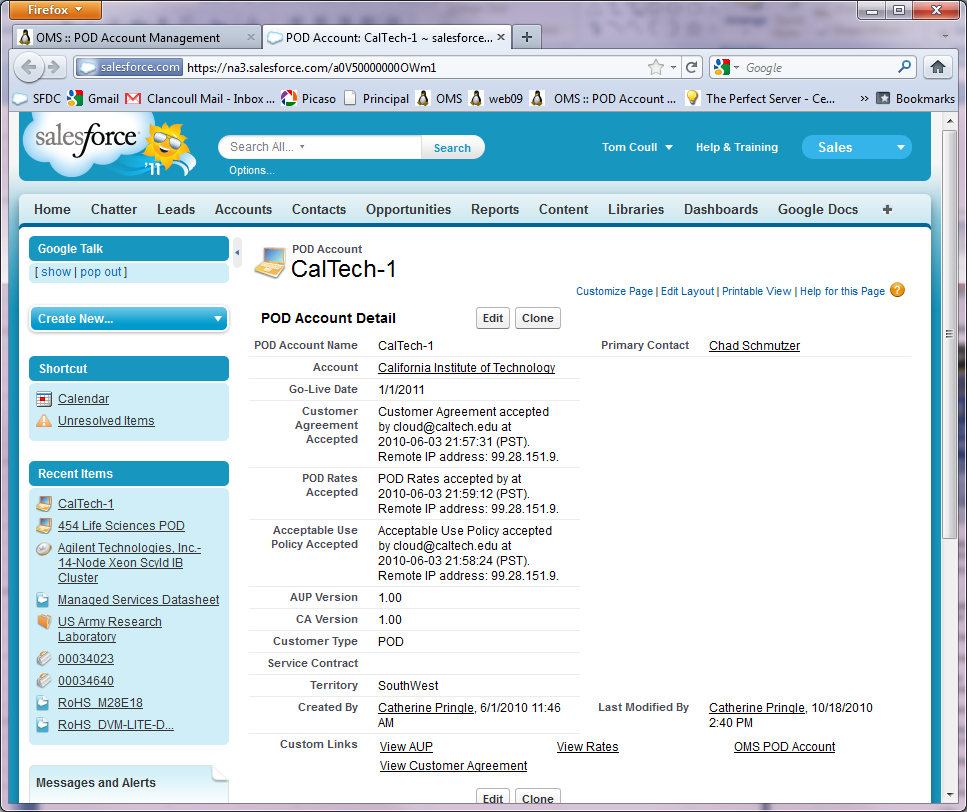 Firefox
OMS :: POD Account Management
POD Account: CalTech-1 ~ salesforce...
salesforce.com https://na3.salesforce.com/a0V50000000OWm1
Google
SFDC Gmail Clancoull Mail - Inbox ... Picaso Principal OMS web09 OMS :: POD Account ... The Perfect Server - Ce... » Bookmarks
salesforce
'11
Search All...
Search
Options...
Tom Coull
Help & Training
Sales
Home Chatter Leads Accounts Contacts Opportunities Reports Content Libraries Dashboards Google Docs +
Google Talk
[ show | pop out ]
Create New...
Shortcut
Calendar
Unresolved Items
Recent Items
CalTech-1
454 Life Sciences POD
Agilent Technologies, Inc.-
14-Node Xeon Scyld IB
Cluster
Managed Services Datasheet
US Army Research
Laboratory
00034023
00034640
RoHS_M28E18
RoHS_DVM-LITE-D...
Messages and Alerts
POD Account
CalTech-1
Customize Page | Edit Layout | Printable View | Help for this Page ?
POD Account Detail
Edit Clone
POD Account Name CalTech-1
Primary Contact Chad Schmutzer
Account California Institute of Technology
Go-Live Date 1/1/2011
Customer
Agreement
Accepted
Customer Agreement accepted
by cloud@caltech.edu at
2010-06-03 21:57:31 (PST).
Remote IP address: 99.28.151.9.
POD Rates
Accepted
POD Rates accepted by at
2010-06-03 21:59:12 (PST).
Remote IP address: 99.28.151.9.
Acceptable Use
Policy Accepted
Acceptable Use Policy accepted
by cloud@caltech.edu at
2010-06-03 21:58:24 (PST).
Remote IP address: 99.28.151.9.
AUP Version 1.00
CA Version 1.00
Customer Type POD
Service Contract
Territory SouthWest
Created By Catherine Pringle, 6/1/2010 11:46
AM
Last Modified By Catherine Pringle, 10/18/2010
2:40 PM
Custom Links View AUP View Rates OMS POD Account
View Customer Agreement
Edit Clone